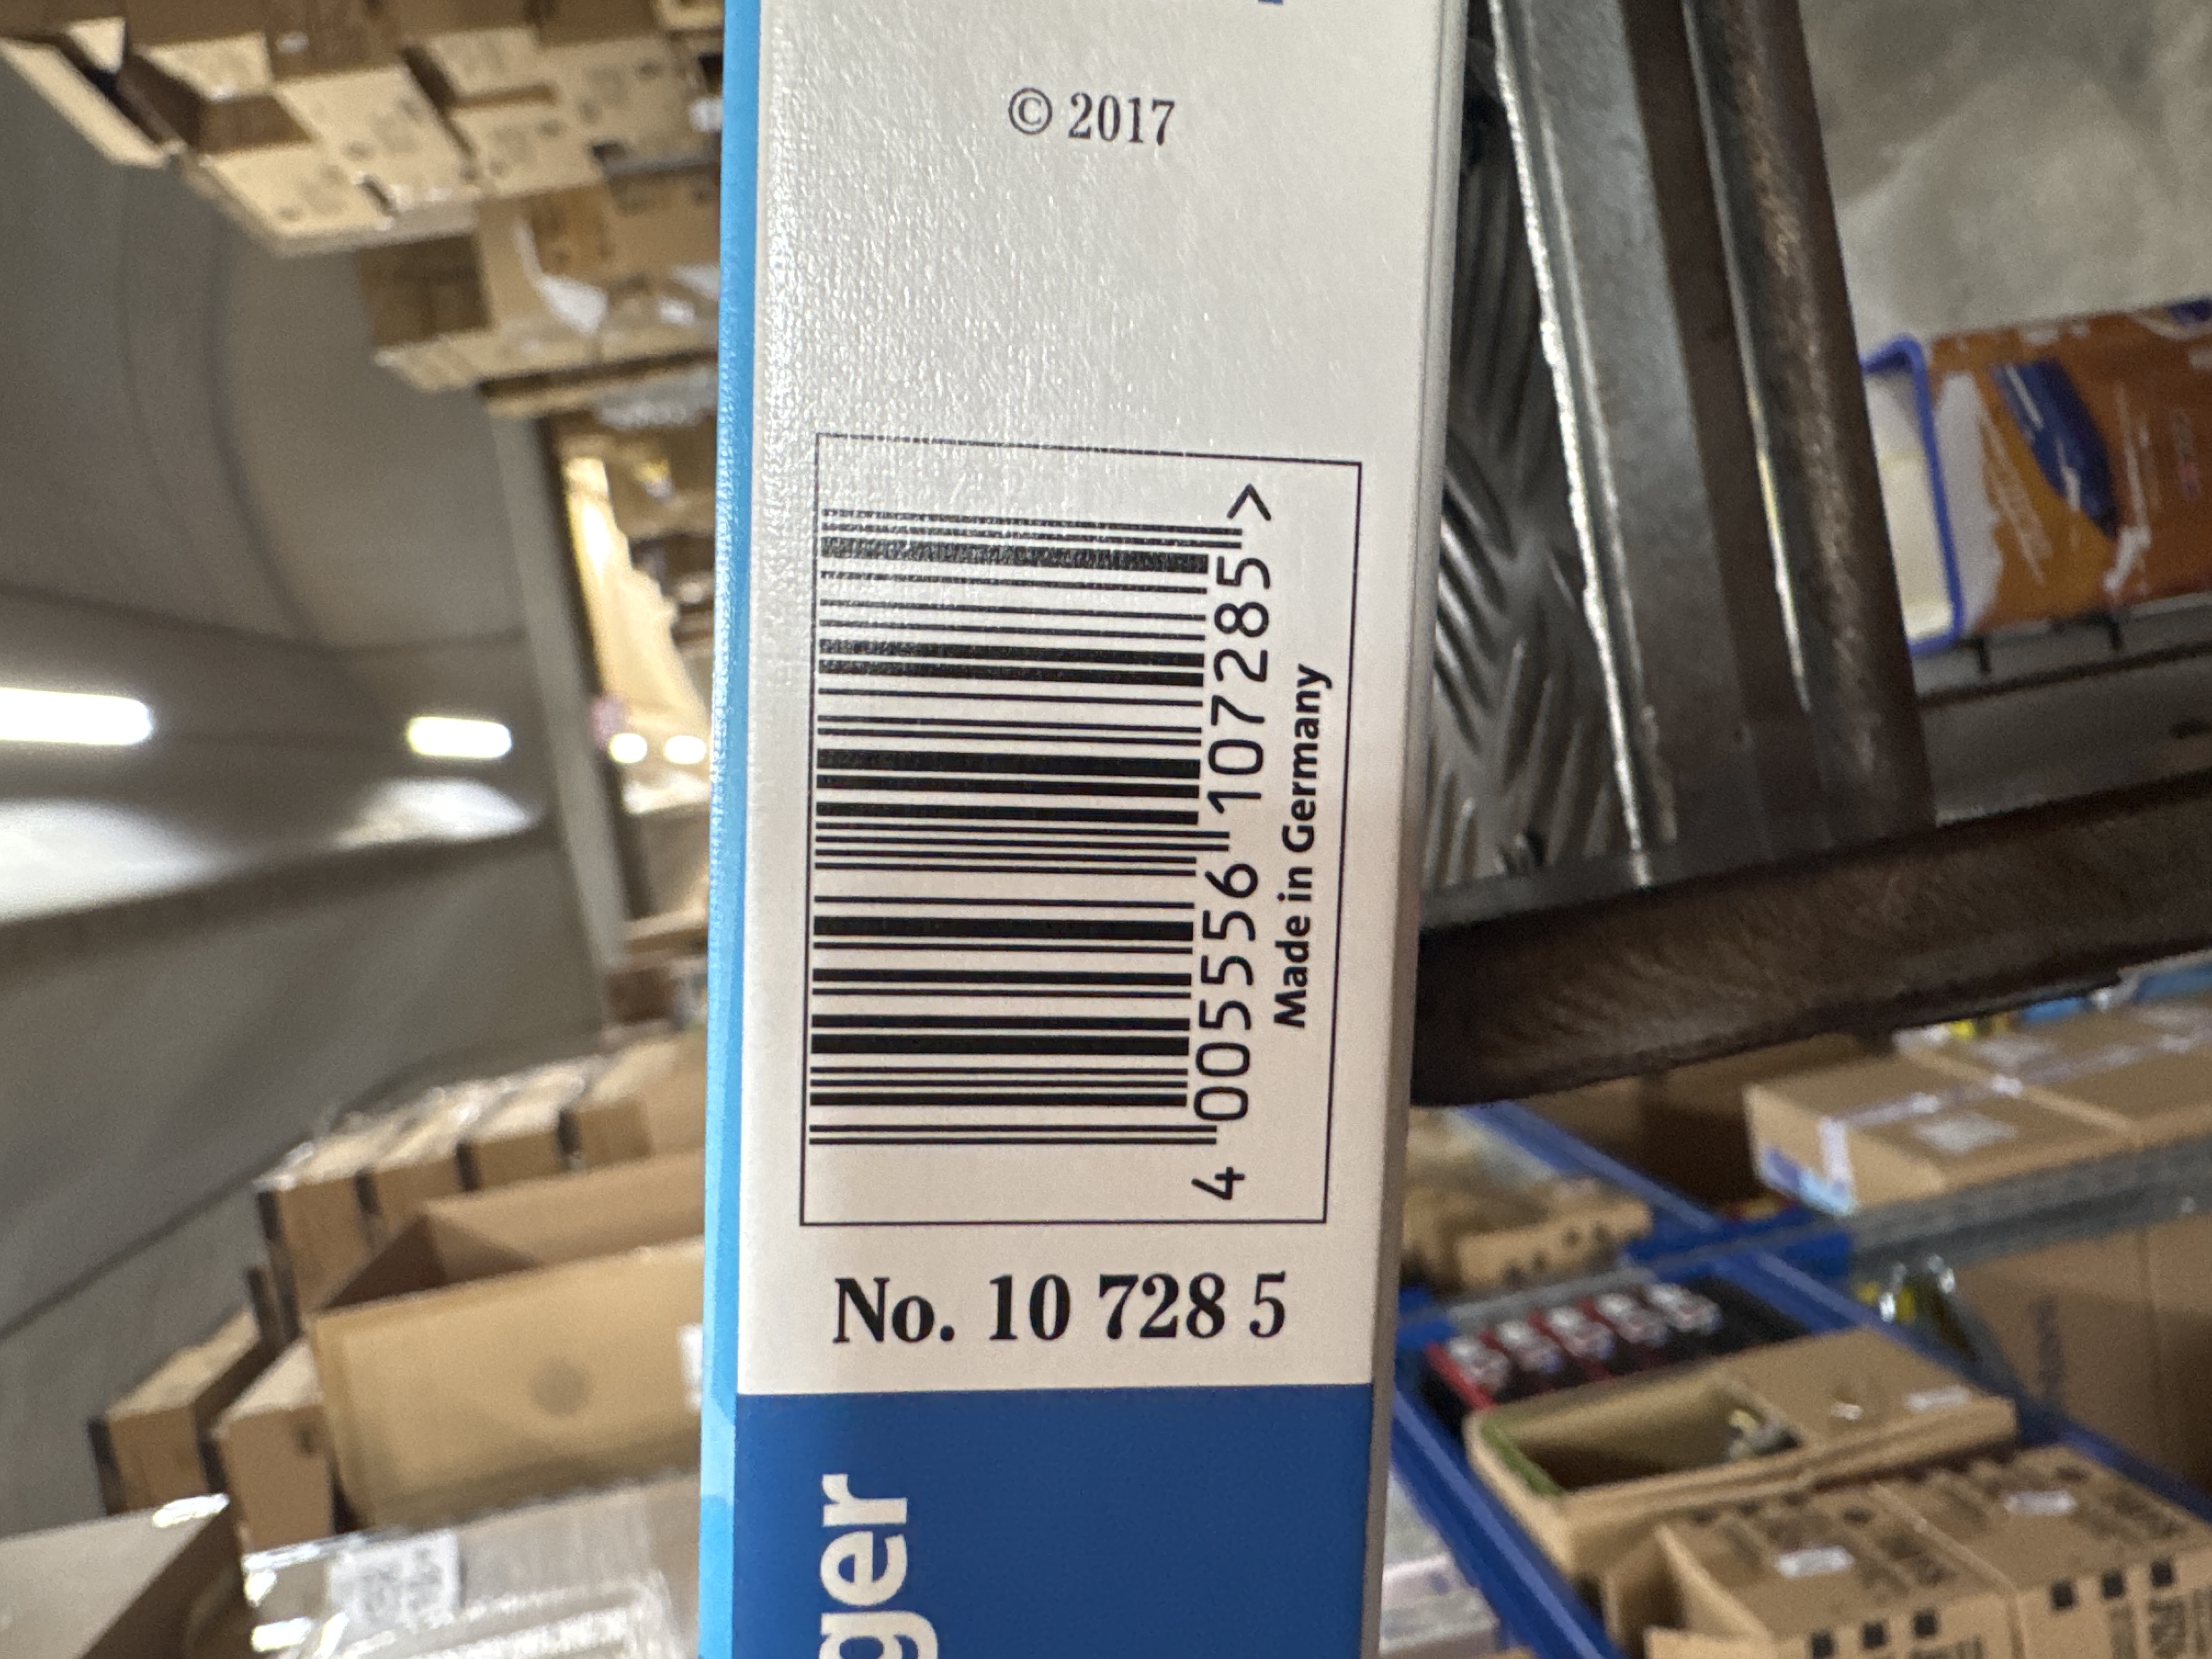 © 2017
4 005556 107285 >
Made in Germany
No. 10 728 5
ger